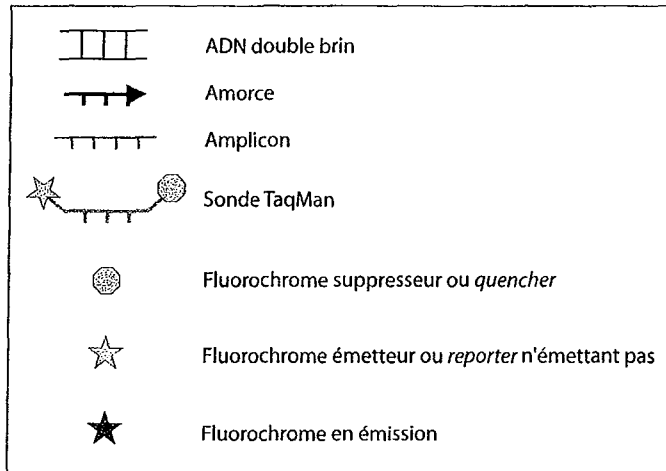 ADN double brin
Amorce
Amplicon
Sonde TaqMan
Fluorochrome suppresseur ou quencher
Fluorochrome émetteur ou reporter n'émettant pas
Fluorochrome en émission